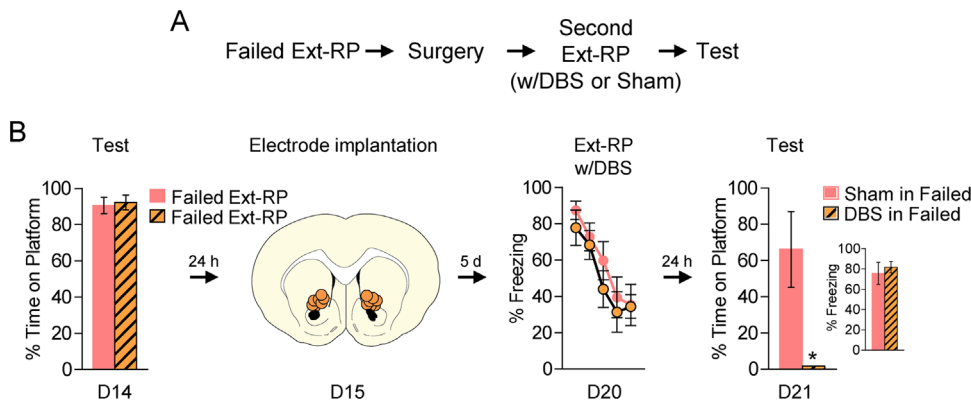 A
Failed Ext-RP
Surgery
Second
Ext-RP
(w/DBS or Sham)
Test
B
Test
% Time on Platform
100
80
60
40
20
0
D14
Failed Ext-RP
Failed Ext-RP
24 h
Electrode implantation
D15
5 d
Ext-RP
w/DBS
% Freezing
100
80
60
40
20
0
D20
24 h
Test
% Time on Platform
100
80
60
40
20
0
*
D21
Sham in Failed
DBS in Failed
% Freezing
100
80
60
40
20
0